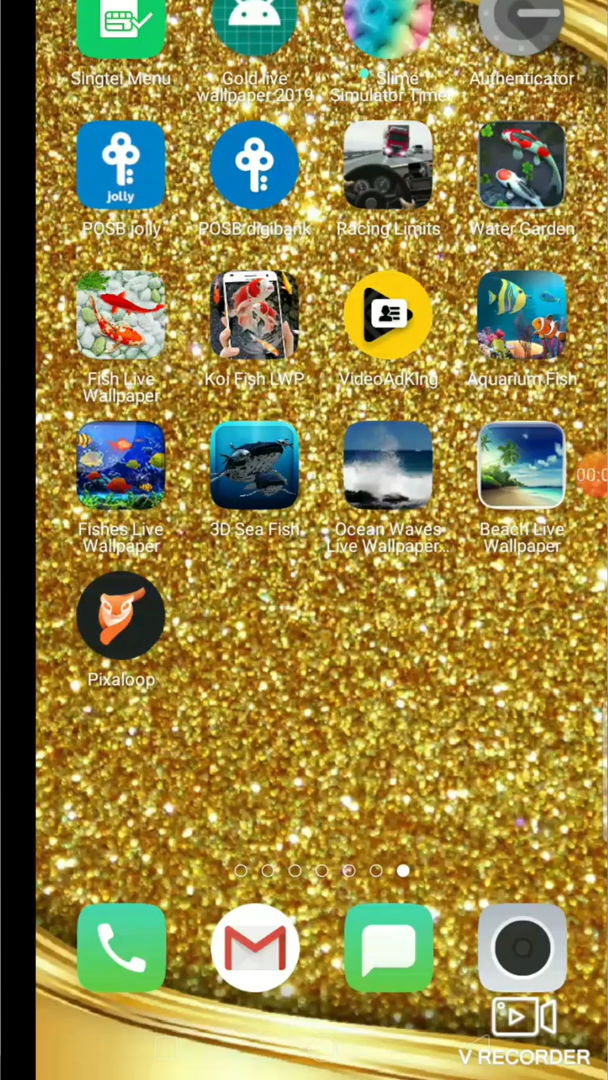 Singtel Menu
Gold live
wallpaper 2019
Slime
Simulator Time..
Authenticator
jolly
POSB jolly
POSB digibank
Racing Limits
Water Garden
Fish Live
Wallpaper
Koi Fish LWP
VideoAdKing
Aquarium Fish
Fishes Live
Wallpaper
3D Sea Fish
Ocean Waves
Live Wallpaper..
Beach Live
Wallpaper
Pixaloop
V RECORDER